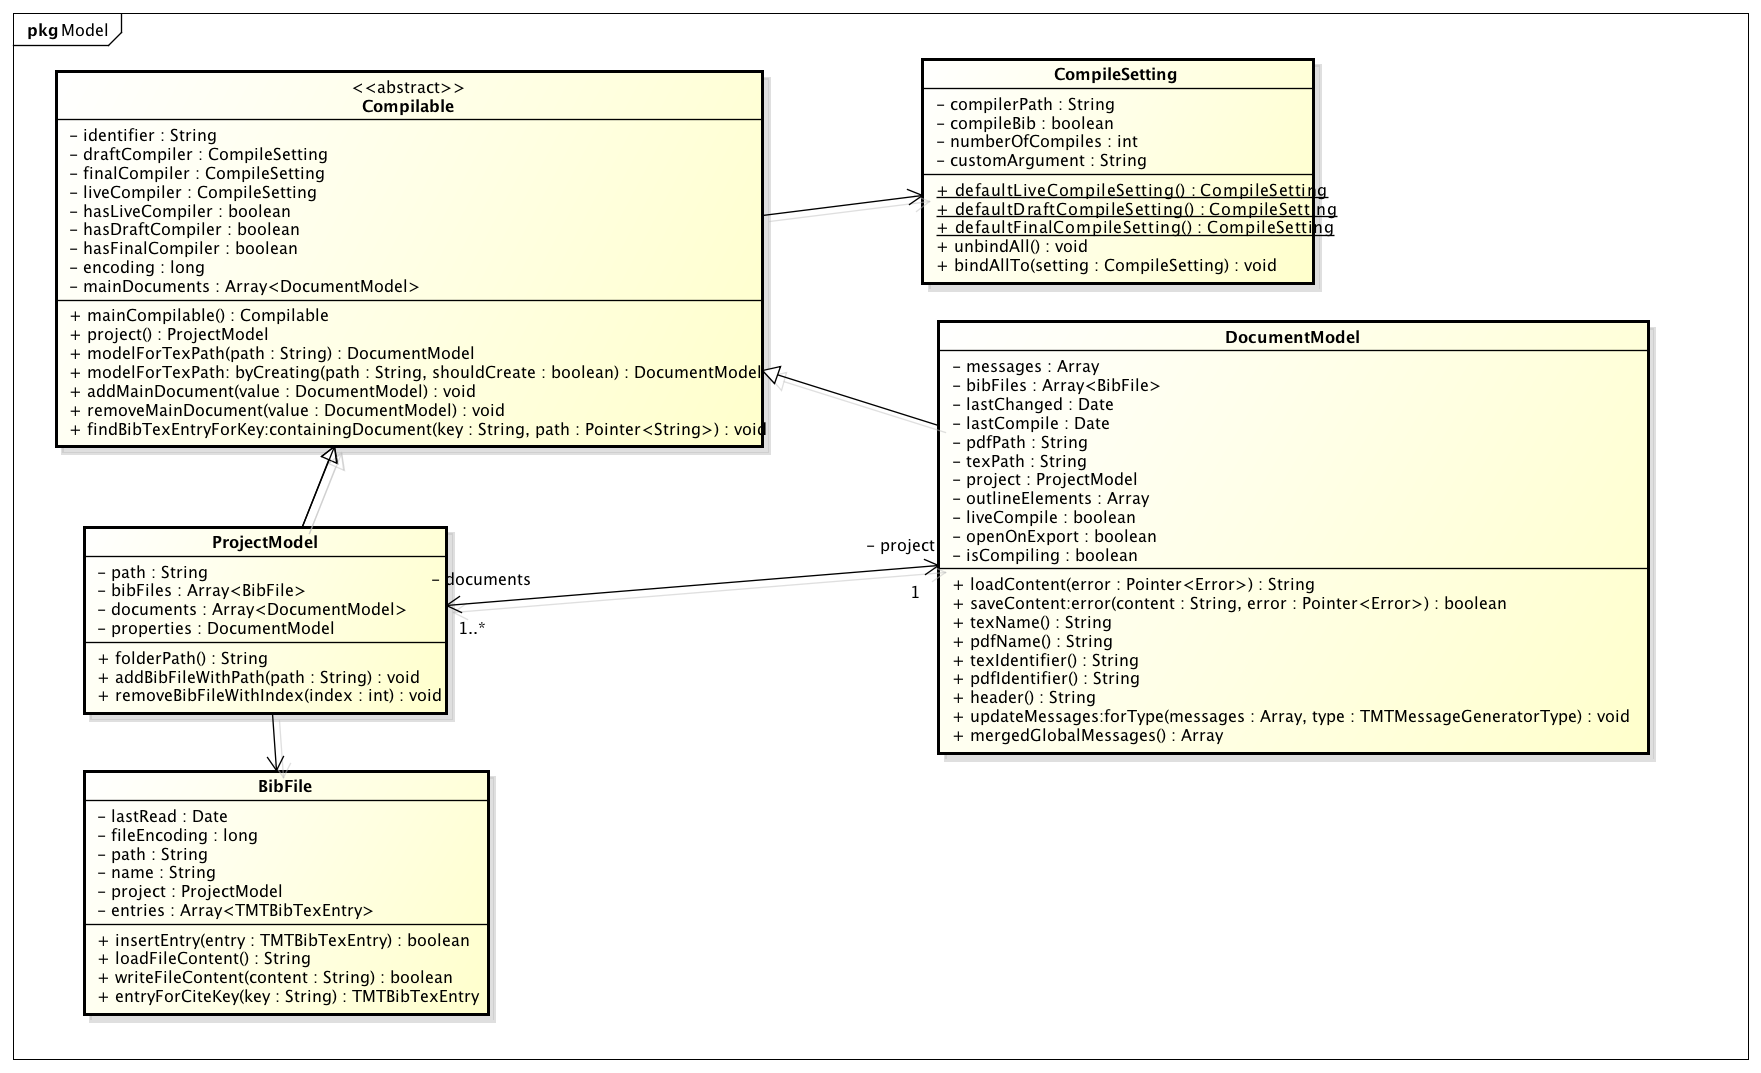 pkg Model
<<abstract>>
Compilable
- identifier : String
- draftCompiler : CompileSetting
- finalCompiler : CompileSetting
- liveCompiler : CompileSetting
- hasLiveCompiler : boolean
- hasDraftCompiler : boolean
- hasFinalCompiler : boolean
- encoding : long
- mainDocuments : Array<DocumentModel>
+ mainCompilable() : Compilable
+ project() : ProjectModel
+ modelForTexPath(path : String) : DocumentModel
+ modelForTexPath: byCreating(path : String, shouldCreate : boolean) : DocumentModel
+ addMainDocument(value : DocumentModel) : void
+ removeMainDocument(value : DocumentModel) : void
+ findBibTexEntryForKey:containingDocument(key : String, path : Pointer<String>) : void
CompileSetting
- compilerPath : String
- compileBib : boolean
- numberOfCompiles : int
- customArgument : String
+ defaultLiveCompileSetting() : CompileSetting
+ defaultDraftCompileSetting() : CompileSetting
+ defaultFinalCompileSetting() : CompileSetting
+ unbindAll() : void
+ bindAllTo(setting : CompileSetting) : void
DocumentModel
- messages : Array
- bibFiles : Array<BibFile>
- lastChanged : Date
- lastCompile : Date
- pdfPath : String
- texPath : String
- project : ProjectModel
- outlineElements : Array
- liveCompile : boolean
- openOnExport : boolean
- isCompiling : boolean
+ loadContent(error : Pointer<Error>) : String
+ saveContent:error(content : String, error : Pointer<Error>) : boolean
+ texName() : String
+ pdfName() : String
+ texIdentifier() : String
+ pdfIdentifier() : String
+ header() : String
+ updateMessages:forType(messages : Array, type : TMTMessageGeneratorType) : void
+ mergedGlobalMessages() : Array
- project
1
- documents
1..*
ProjectModel
- path : String
- bibFiles : Array<BibFile>
- documents : Array<DocumentModel>
- properties : DocumentModel
+ folderPath() : String
+ addBibFileWithPath(path : String) : void
+ removeBibFileWithIndex(index : int) : void
BibFile
- lastRead : Date
- fileEncoding : long
- path : String
- name : String
- project : ProjectModel
- entries : Array<TMTBibTexEntry>
+ insertEntry(entry : TMTBibTexEntry) : boolean
+ loadFileContent() : String
+ writeFileContent(content : String) : boolean
+ entryForCiteKey(key : String) : TMTBibTexEntry